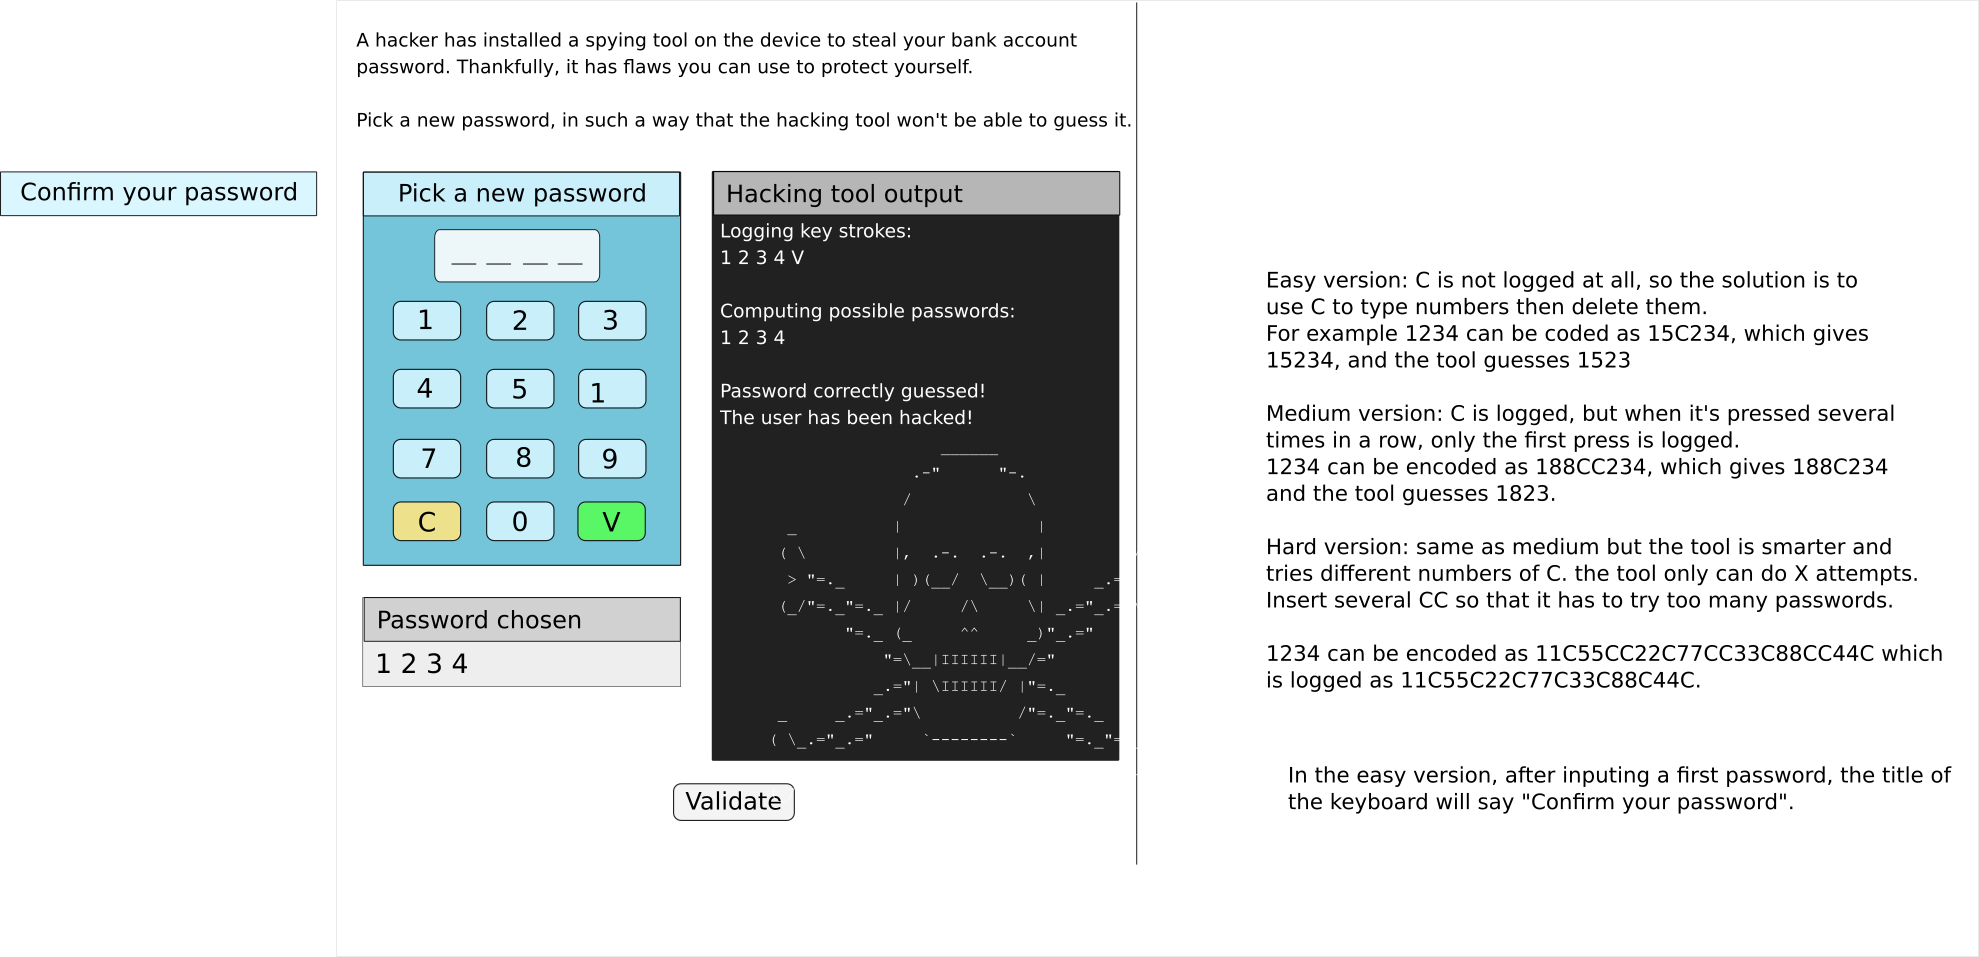 A hacker has installed a spying tool on the device to steal your bank account
password. Thankfully, it has flaws you can use to protect yourself.
Pick a new password, in such a way that the hacking tool won't be able to guess it.
Confirm your password
Pick a new password
__ __ __ __
1 2 3
4 5 1
7 8 9
C 0 V
Password chosen
1 2 3 4
Hacking tool output
Logging key strokes:
1 2 3 4 V
Computing possible passwords:
1 2 3 4
Password correctly guessed!
The user has been hacked!
Validate
Easy version: C is not logged at all, so the solution is to
use C to type numbers then delete them.
For example 1234 can be coded as 15C234, which gives
15234, and the tool guesses 1523
Medium version: C is logged, but when it's pressed several
times in a row, only the first press is logged.
1234 can be encoded as 188CC234, which gives 188C234
and the tool guesses 1823.
Hard version: same as medium but the tool is smarter and
tries different numbers of C. the tool only can do X attempts.
Insert several CC so that it has to try too many passwords.
1234 can be encoded as 11C55CC22C77CC33C88CC44C which
is logged as 11C55C22C77C33C88C44C.
In the easy version, after inputing a first password, the title of
the keyboard will say "Confirm your password".